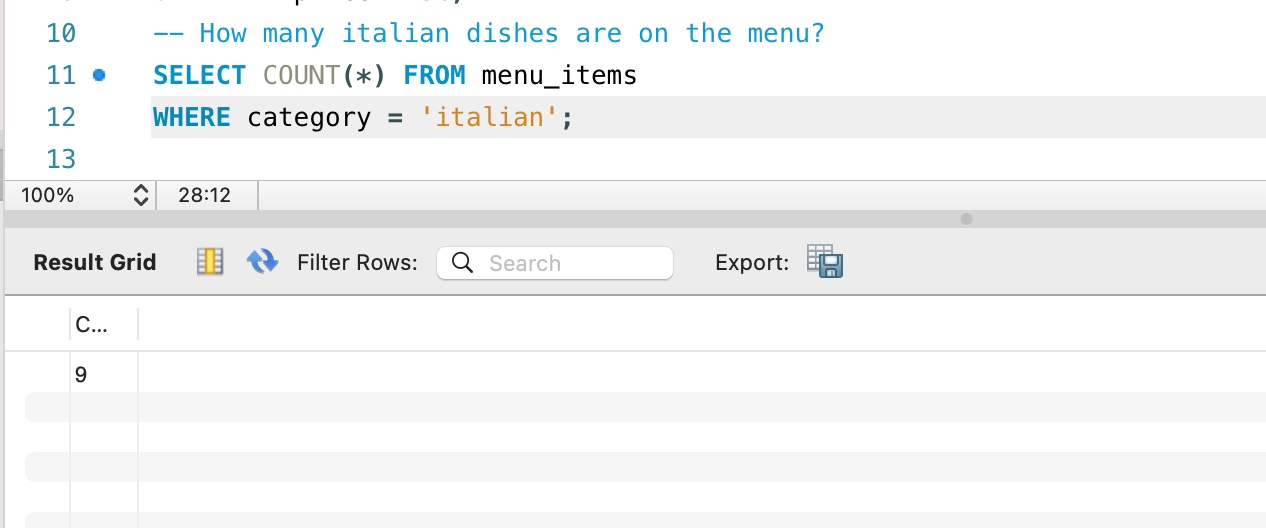 10 -- How many italian dishes are on the menu?
11 SELECT COUNT(*) FROM menu_items
12 WHERE category = 'italian';
13
100% 28:12
Result Grid Filter Rows: Search Export:
C...
9